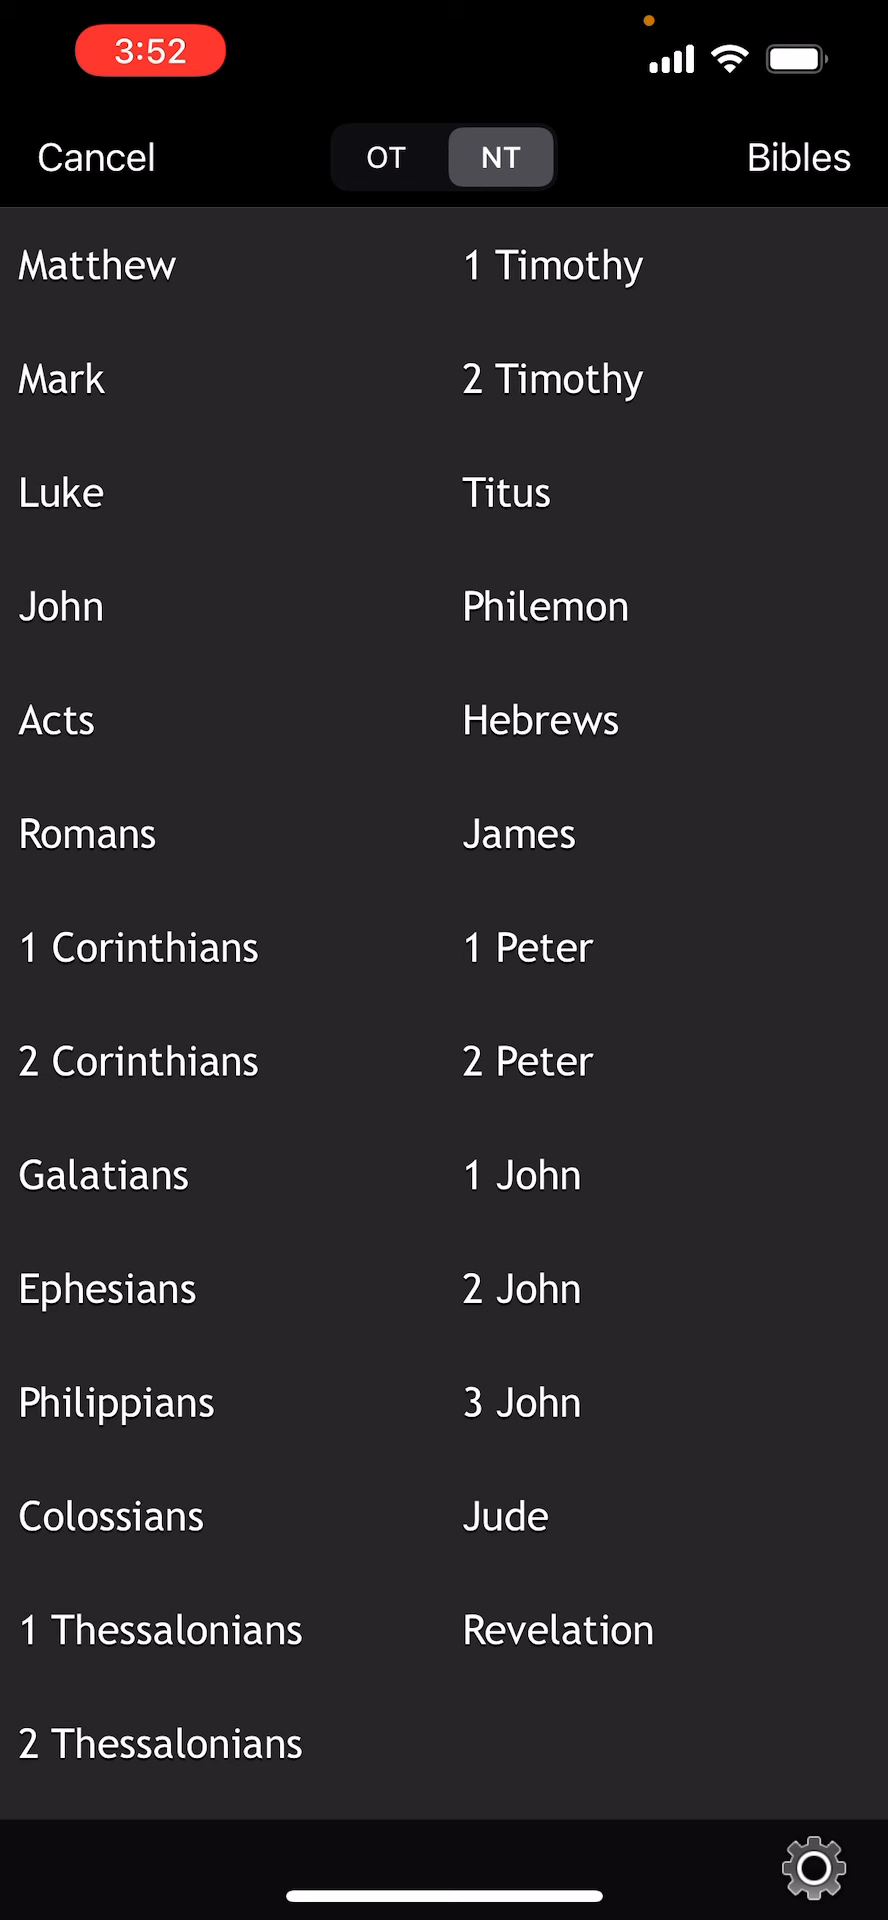 3:52
Cancel
OT
NT
Bibles
Matthew
Mark
Luke
John
Acts
Romans
1 Corinthians
2 Corinthians
Galatians
Ephesians
Philippians
Colossians
1 Thessalonians
2 Thessalonians
1 Timothy
2 Timothy
Titus
Philemon
Hebrews
James
1 Peter
2 Peter
1 John
2 John
3 John
Jude
Revelation